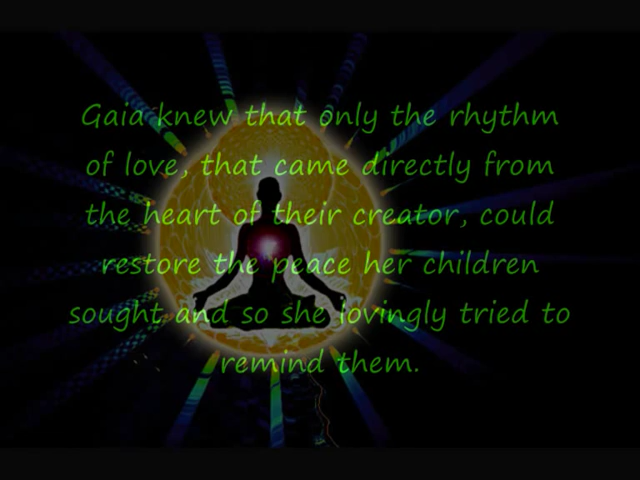 Gaia knew that only the rhythm
of love, that came directly from
the heart of their creator, could
restore the peace her children
sought and so she lovingly tried to
remind them.